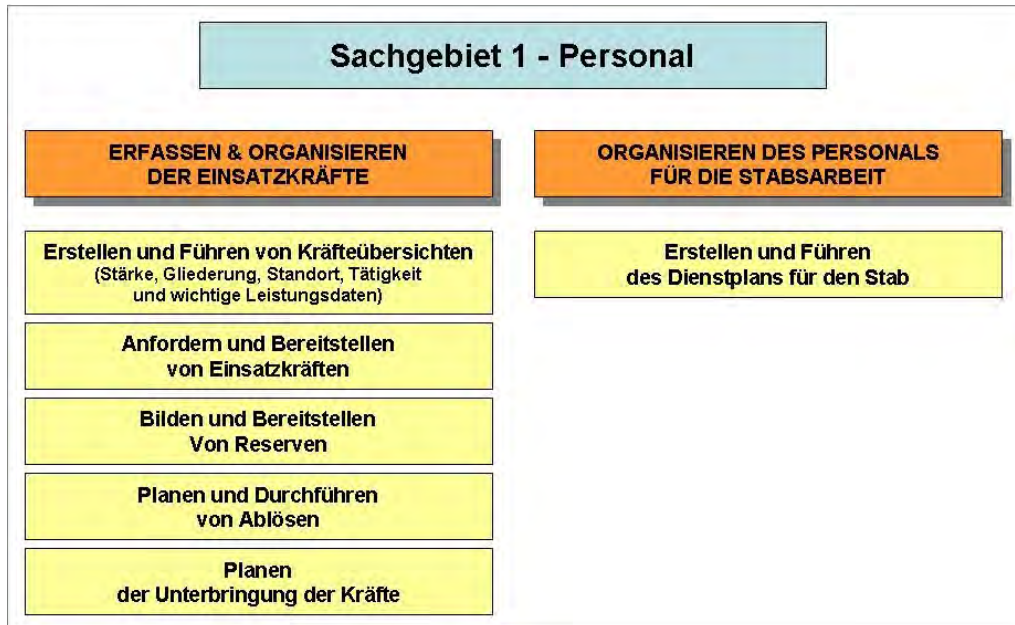 Sachgebiet 1 - Personal
ERFASSEN & ORGANISIEREN
DER EINSATZKRÄFTE
Erstellen und Führen von Kräfteübersichten
(Stärke, Gliederung, Standort, Tätigkeit
und wichtige Leistungsdaten)
Anfordern und Bereitstellen
von Einsatzkräften
Bilden und Bereitstellen
Von Reserven
Planen und Durchführen
von Ablösen
Planen
der Unterbringung der Kräfte
ORGANISIEREN DES PERSONALS
FÜR DIE STABSARBEIT
Erstellen und Führen
des Dienstplans für den Stab